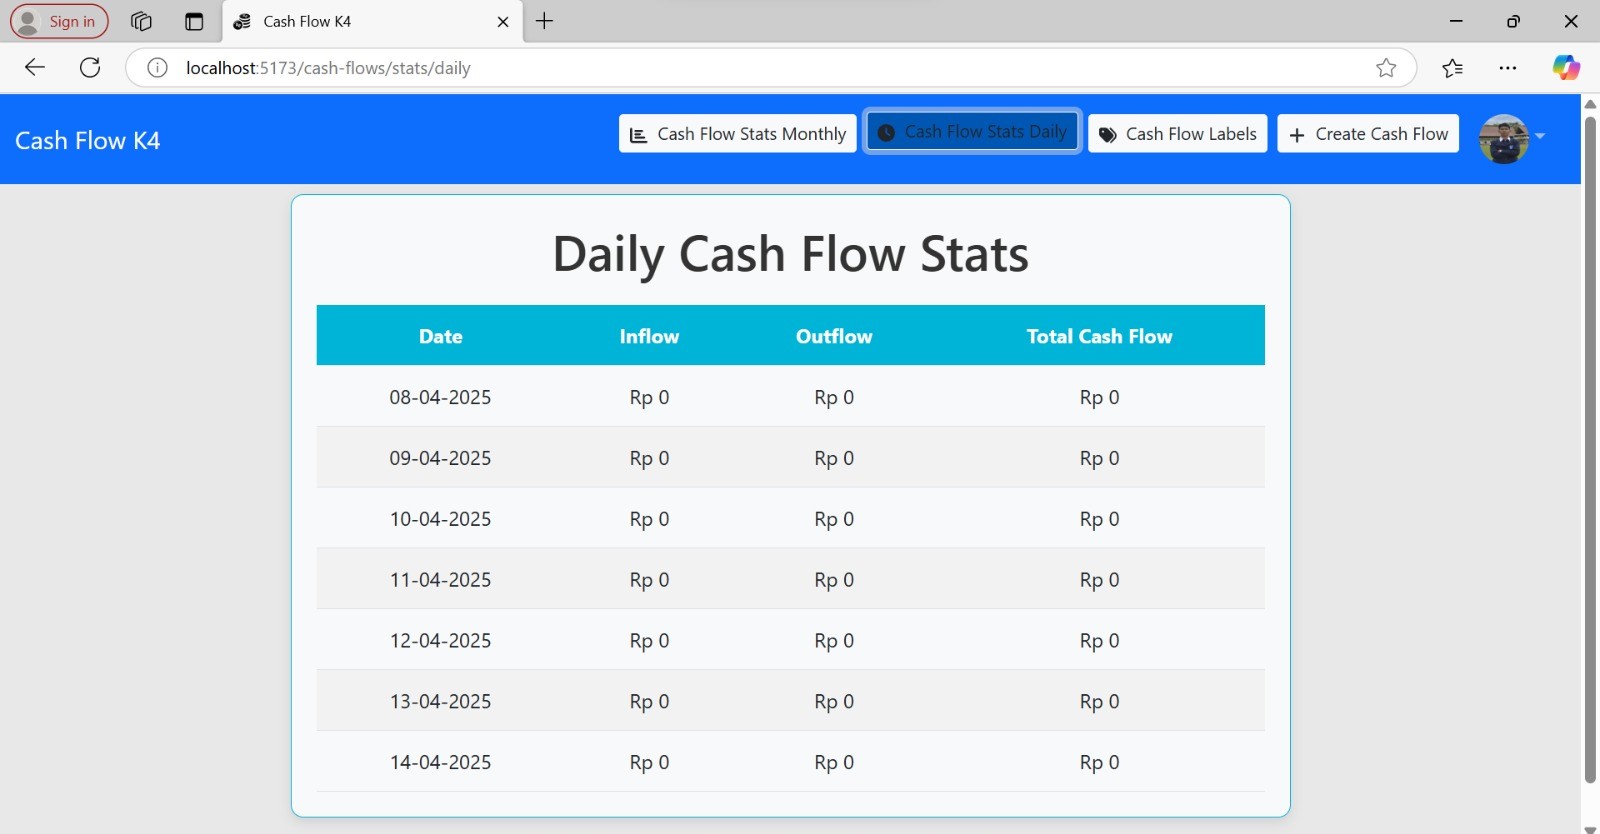 Sign in
Cash Flow K4
localhost:5173/cash-flows/stats/daily
Cash Flow K4
Cash Flow Stats Monthly
Cash Flow Stats Daily
Cash Flow Labels
Create Cash Flow
Daily Cash Flow Stats
Date Inflow Outflow Total Cash Flow
08-04-2025 Rp 0 Rp 0 Rp 0
09-04-2025 Rp 0 Rp 0 Rp 0
10-04-2025 Rp 0 Rp 0 Rp 0
11-04-2025 Rp 0 Rp 0 Rp 0
12-04-2025 Rp 0 Rp 0 Rp 0
13-04-2025 Rp 0 Rp 0 Rp 0
14-04-2025 Rp 0 Rp 0 Rp 0